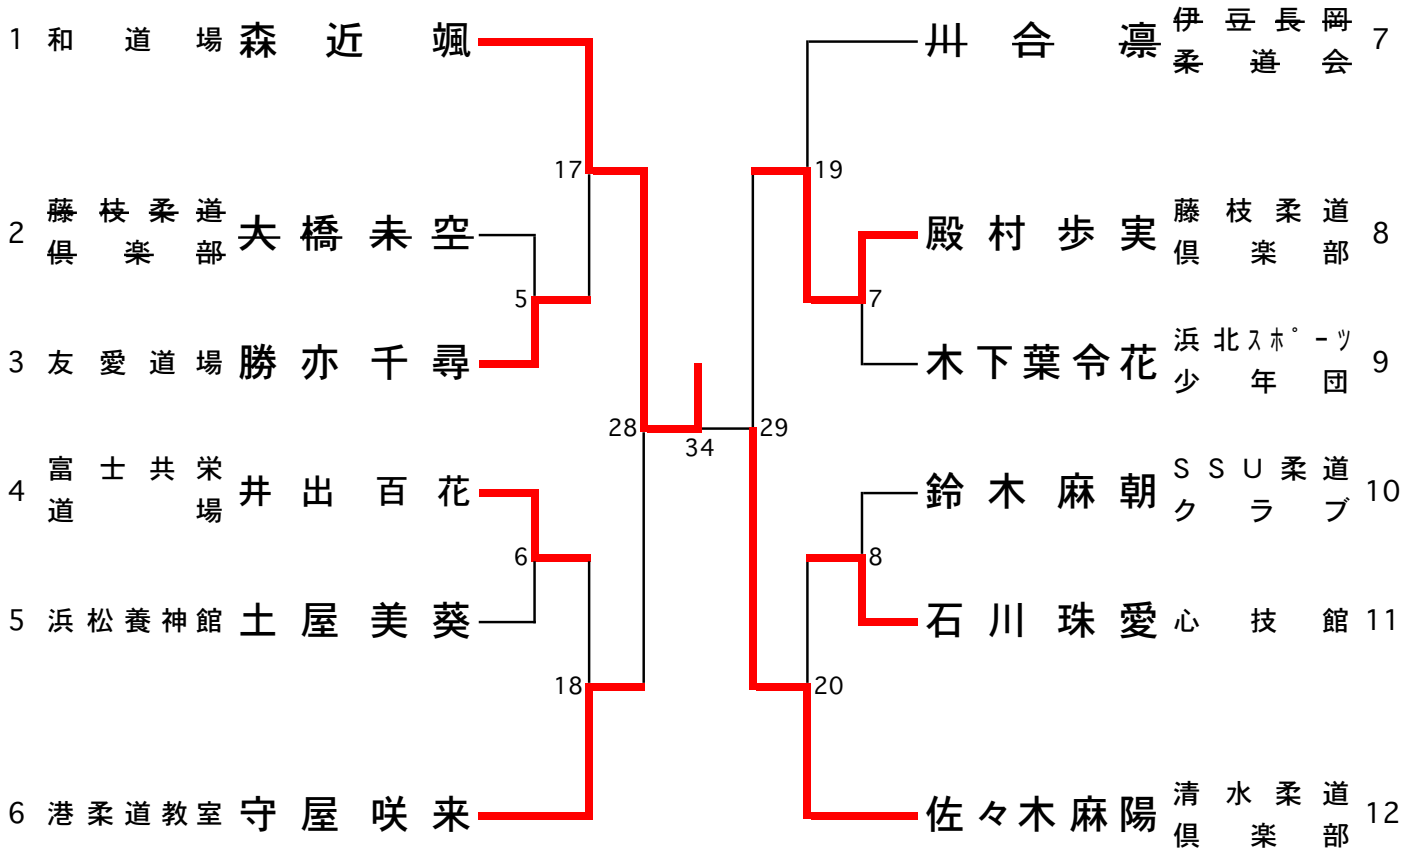 1 和道場 森近颯
2 藤枝柔道倶楽部 大橋未空
3 友愛道場 勝亦千尋
4 富士共栄道場 井出百花
5 浜松養神館 土屋美葵
6 港柔道教室 守屋咲来
17
5
28
6
18
34
19
7
29
8
20
川合凛 伊豆長岡柔道会 7
殿村歩実 藤枝柔道倶楽部 8
木下葉令花 浜北スポーツ少年団 9
鈴木麻朝 SSU柔道クラブ 10
石川珠愛 心技館 11
佐々木麻陽 清水柔道倶楽部 12